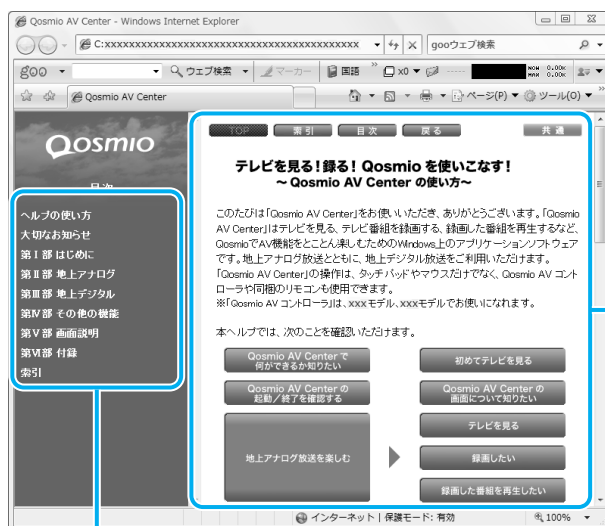 Qosmio AV Center - Windows Internet Explorer
C:xxxxxxxxxxxxxxxxxxxxxxxxxxxxxxxxxxxxxxxx
gooウェブ検索
goo
ウェブ検索
マーカー
国語
x0
NOW 0.00K
MAX 0.00K
Qosmio AV Center
ページ(P)
ツール(O)
Qosmio
目次
ヘルプの使い方
大切なお知らせ
第Ⅰ部 はじめに
第Ⅱ部 地上アナログ
第Ⅲ部 地上デジタル
第Ⅳ部 その他の機能
第Ⅴ部 画面説明
第Ⅵ部 付録
索引
TOP 索引 目次 戻る 共通
テレビを見る!録る! Qosmio を使いこなす!
~ Qosmio AV Center の使い方~
このたびは「Qosmio AV Center」をお使いいただき、ありがとうございます。「Qosmio
AV Center」はテレビを見る、テレビ番組を録画する、録画した番組を再生するなど、
QosmioでAV機能をとことん楽しむためのWindows上のアプリケーションソフトウェア
です。地上アナログ放送とともに、地上デジタル放送をご利用いただけます。
「Qosmio AV Center」の操作は、タッチパッドやマウスだけでなく、Qosmio AV コント
ローラや同梱のリモコンも使用できます。
※「Qosmio AV コントローラ」は、xxxモデル、xxxモデルでお使いになれます。
本ヘルプでは、次のことを確認いただけます。
Qosmio AV Center で
何ができるか知りたい
初めてテレビを見る
Qosmio AV Center の
起動/終了を確認する
Qosmio AV Center の
画面について知りたい
地上アナログ放送を楽しむ
テレビを見る
録画したい
録画した番組を再生したい
インターネット | 保護モード: 有効
100%